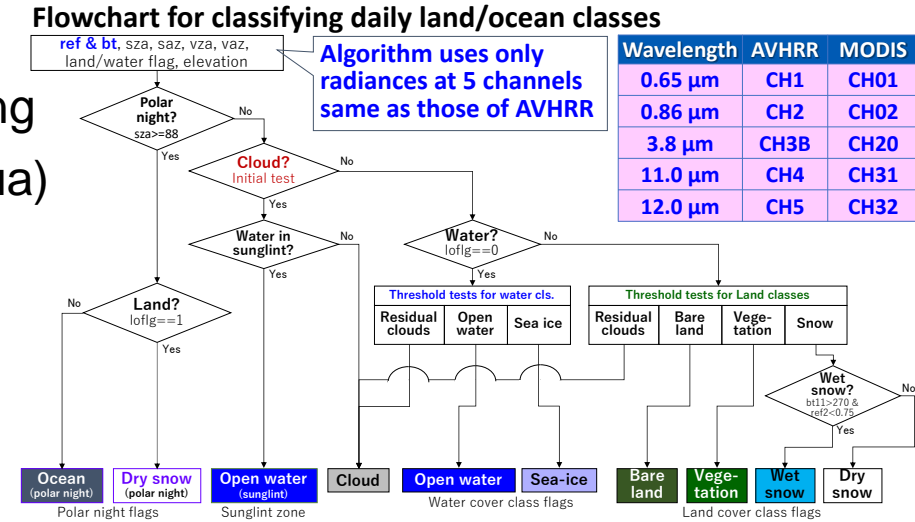 Flowchart for classifying daily land/ocean classes
ref & bt, sza, saz, vza, vaz,
land/water flag, elevation
Algorithm uses only
radiances at 5 channels
same as those of AVHRR
Wavelength AVHRR MODIS
0.65 µm CH1 CH01
0.86 µm CH2 CH02
3.8 µm CH3B CH20
11.0 µm CH4 CH31
12.0 µm CH5 CH32
ng
ua)
Polar
night?
sza>=88
No
Yes
Cloud?
Initial test
No
Yes
Water in
sunglint?
No
Yes
Water?
loflg==0
No
Yes
Land?
loflg==1
No
Yes
Threshold tests for water cls.
Residual
clouds
Open
water
Sea ice
Threshold tests for Land classes
Residual
clouds
Bare
land
Vege-
tation
Snow
Wet
snow?
bt11>270 &
ref2<0.75
No
Yes
Ocean
(polar night)
Dry snow
(polar night)
Open water
(sunglint)
Cloud
Open water
Sea-ice
Bare
land
Vege-
tation
Wet
snow
Dry
snow
Polar night flags
Sunglint zone
Water cover class flags
Land cover class flags